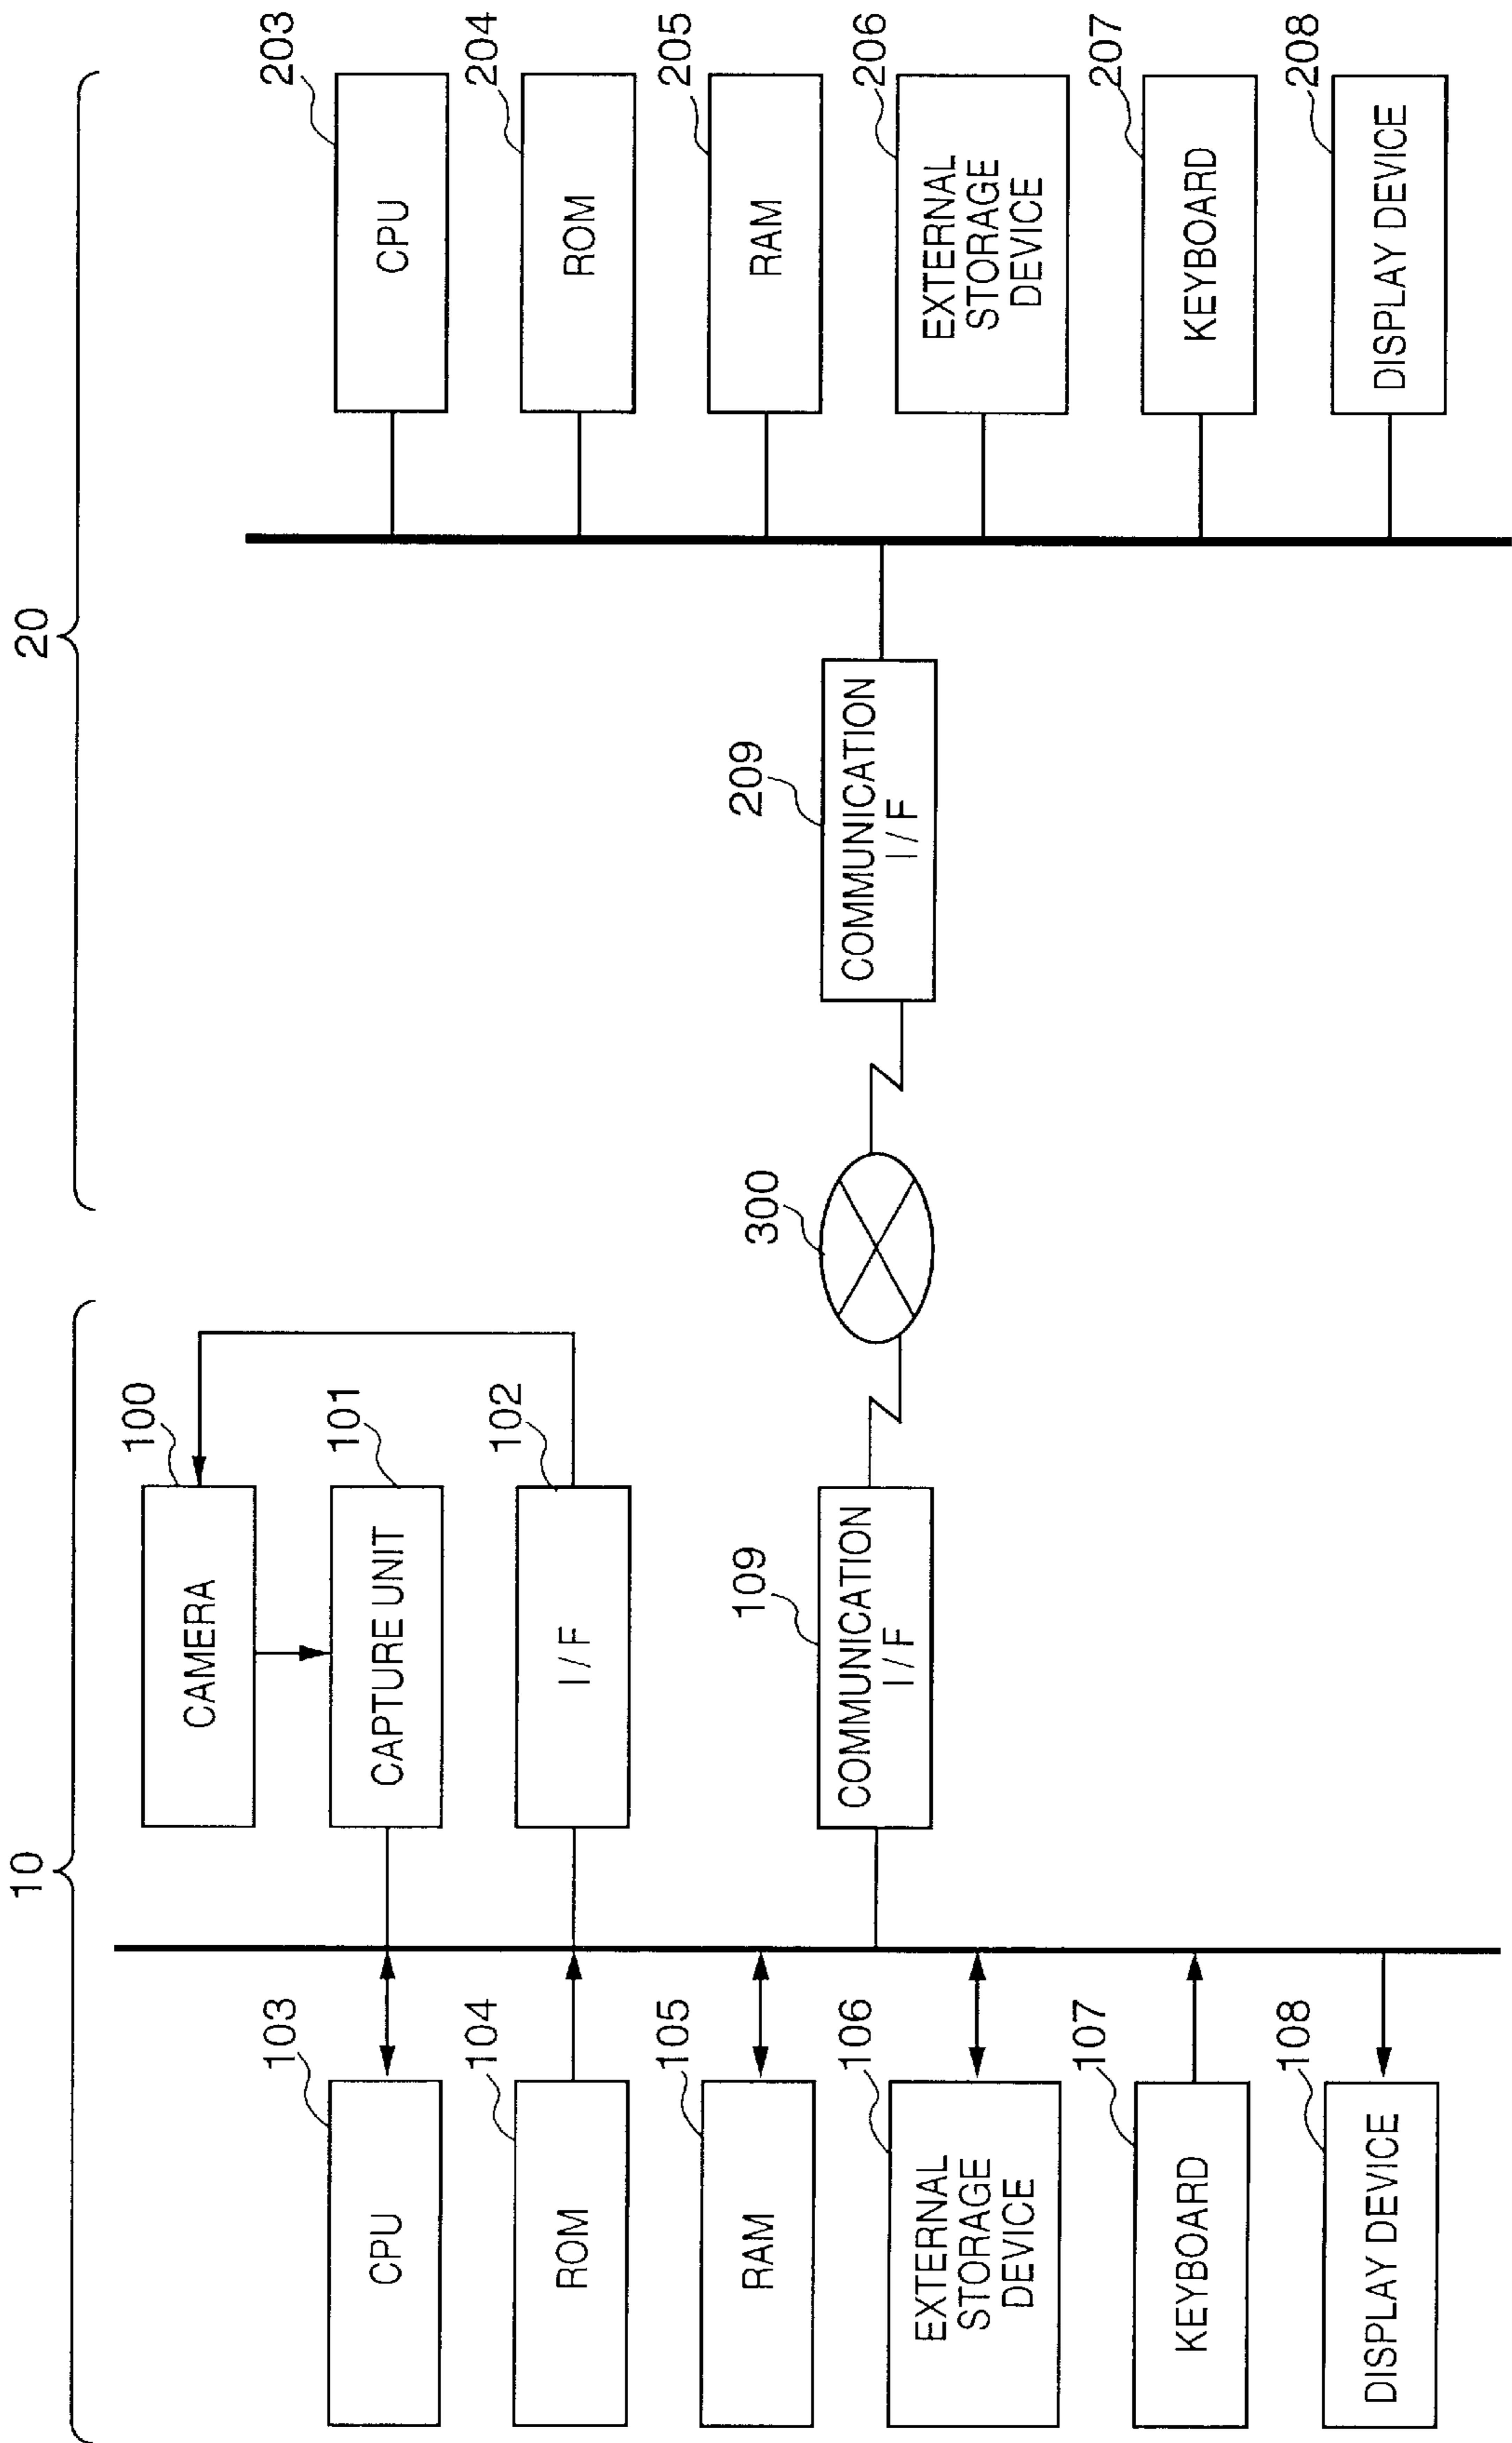 10
20
100
CAMERA
101
CAPTURE UNIT
102
I/F
103
CPU
104
ROM
105
RAM
106
EXTERNAL
STORAGE
DEVICE
107
KEYBOARD
108
DISPLAY DEVICE
109
COMMUNICATION
I/F
300
209
COMMUNICATION
I/F
203
CPU
204
ROM
205
RAM
206
EXTERNAL
STORAGE
DEVICE
207
KEYBOARD
208
DISPLAY DEVICE